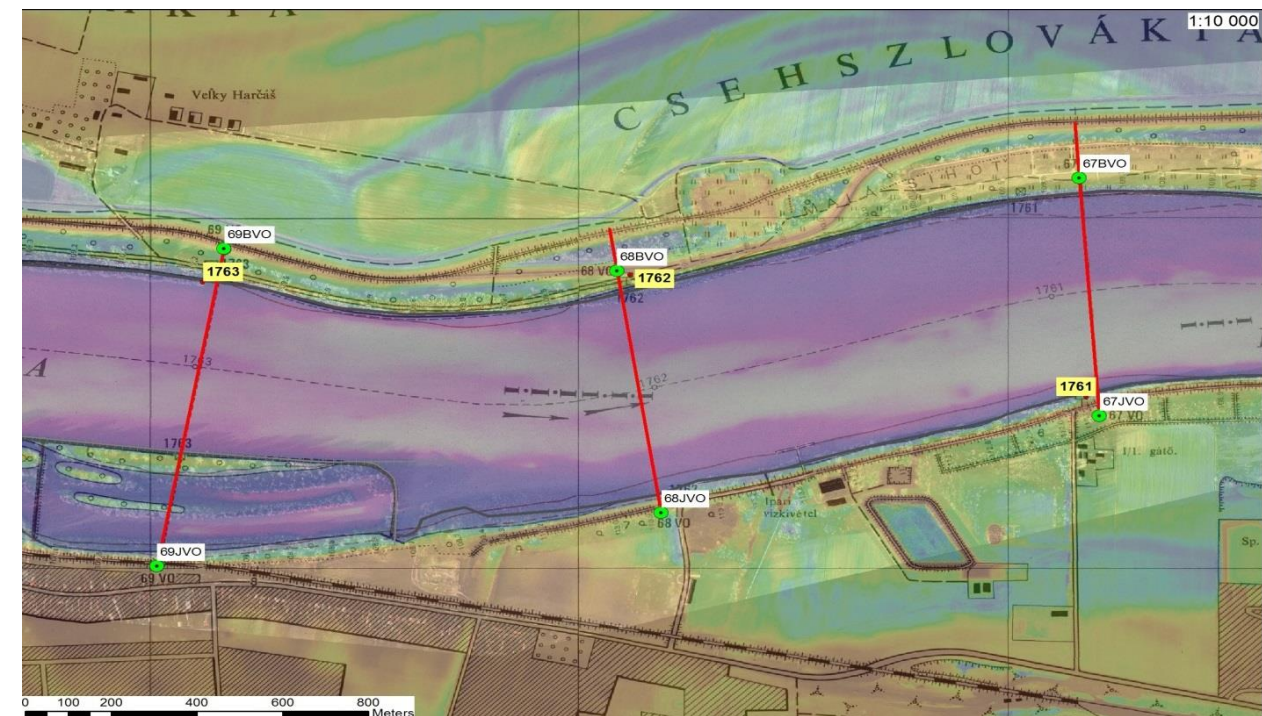 K I A
1:10 000
C S E H S Z L O V Á K I A
Veľky Harčáš
67BVO
MALA SIHOT
1761
69BVO
1763
68BVO
68 VO
1762
1762
1761
1763
A
1762
1761
67JVO
67 VO
1763
I/1. gátő.
68JVO
68 VO
Ipari
vízkivétel
Sp.
69JVO
69 VO
0 100 200 400 600 800
Meters